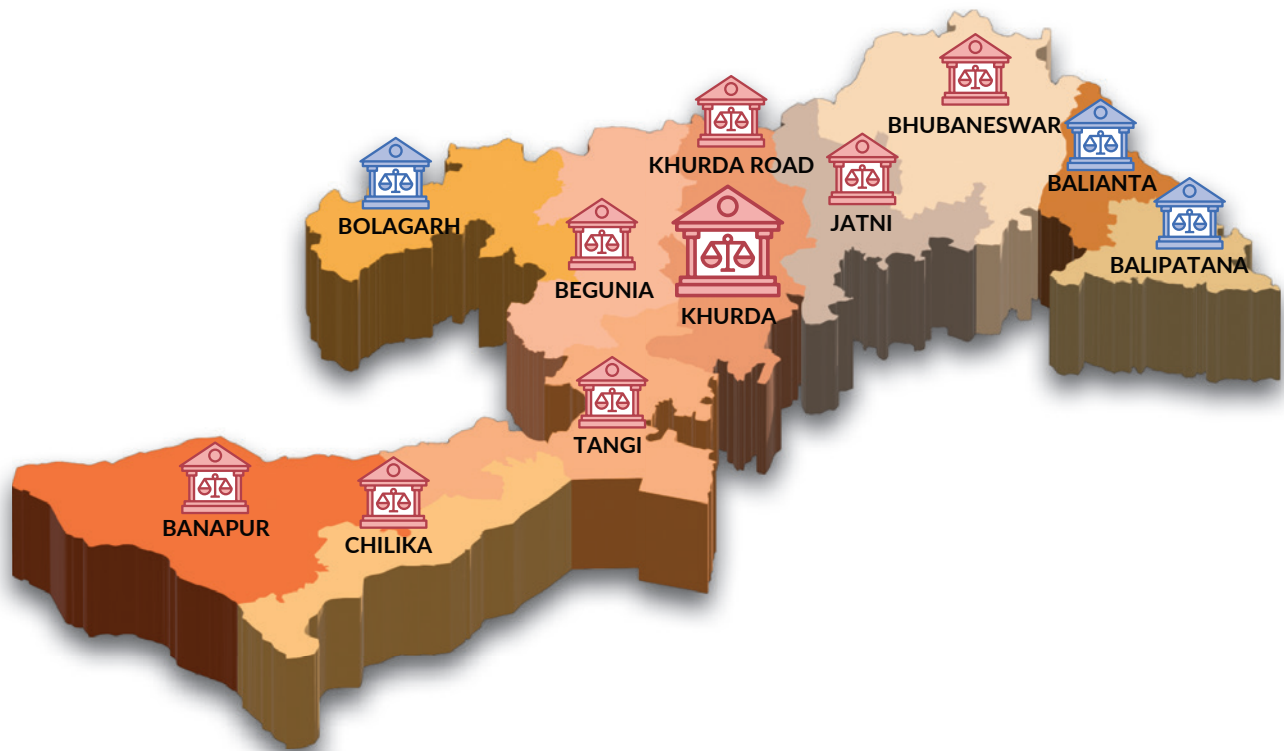 BHUBANESWAR
KHURDA ROAD
BALIANTA
BOLAGARH
JATNI
BALIPATANA
BEGUNIA
KHURDA
TANGI
BANAPUR
CHILIKA